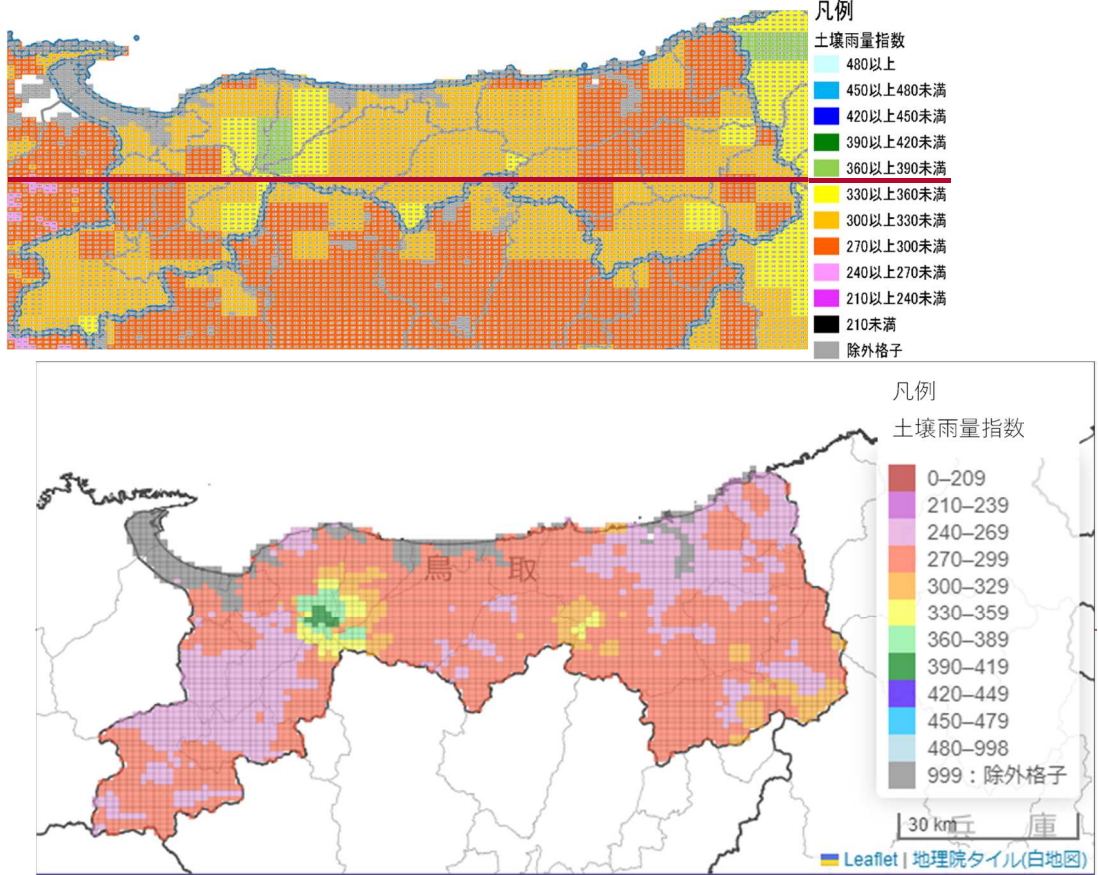 凡例
土壌雨量指数
480以上
450以上480未満
420以上450未満
390以上420未満
360以上390未満
330以上360未満
300以上330未満
270以上300未満
240以上270未満
210以上240未満
210未満
除外格子
凡例
土壌雨量指数
0–209
210–239
240–269
270–299
300–329
330–359
360–389
390–419
420–449
450–479
480–998
999：除外格子
鳥 取
30 km
兵 庫
Leaflet | 地理院タイル(白地図)